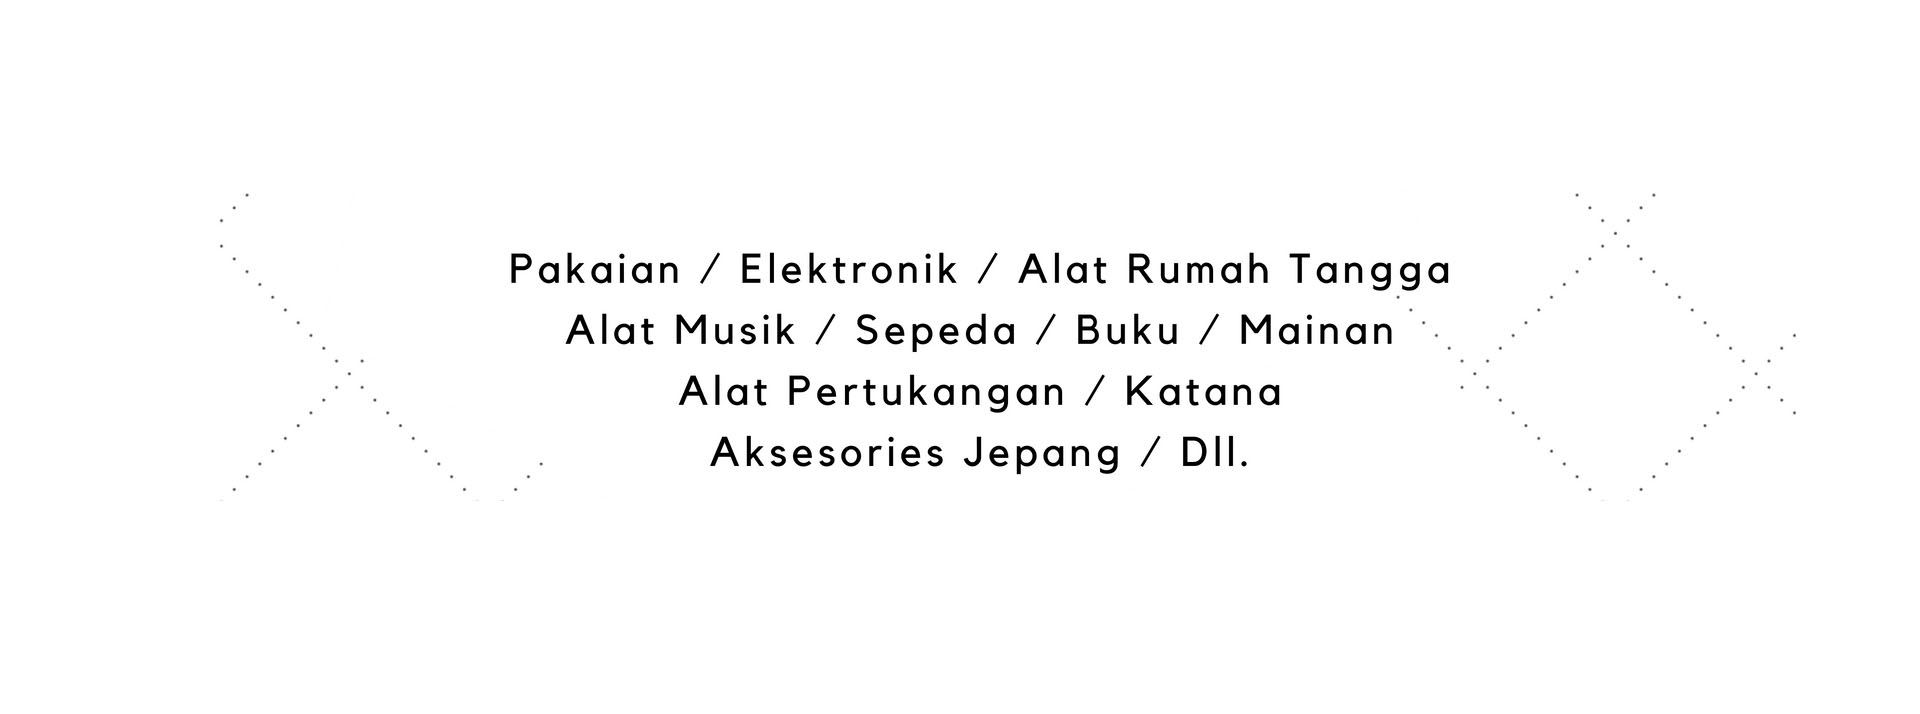 Pakaian / Elektronik / Alat Rumah Tangga
Alat Musik / Sepeda / Buku / Mainan
Alat Pertukangan / Katana
Aksesories Jepang / Dll.